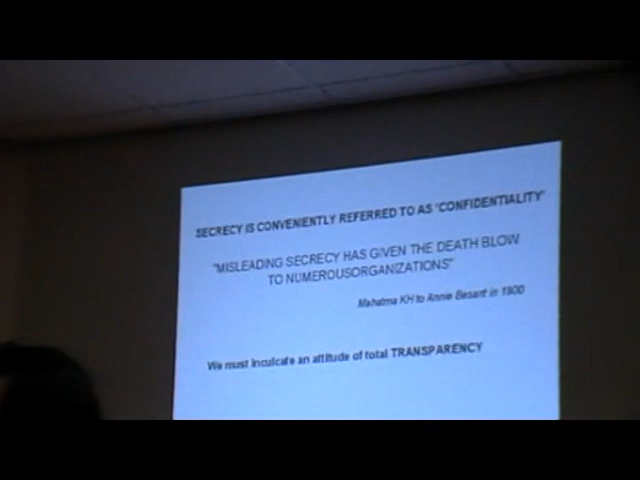 SECRECY IS CONVENIENTLY REFERRED TO AS 'CONFIDENTIALITY'
"MISLEADING SECRECY HAS GIVEN THE DEATH BLOW
TO NUMEROUSORGANIZATIONS"
Mahatma KH to Annie Besant in 1900
We must inculcate an attitude of total TRANSPARENCY